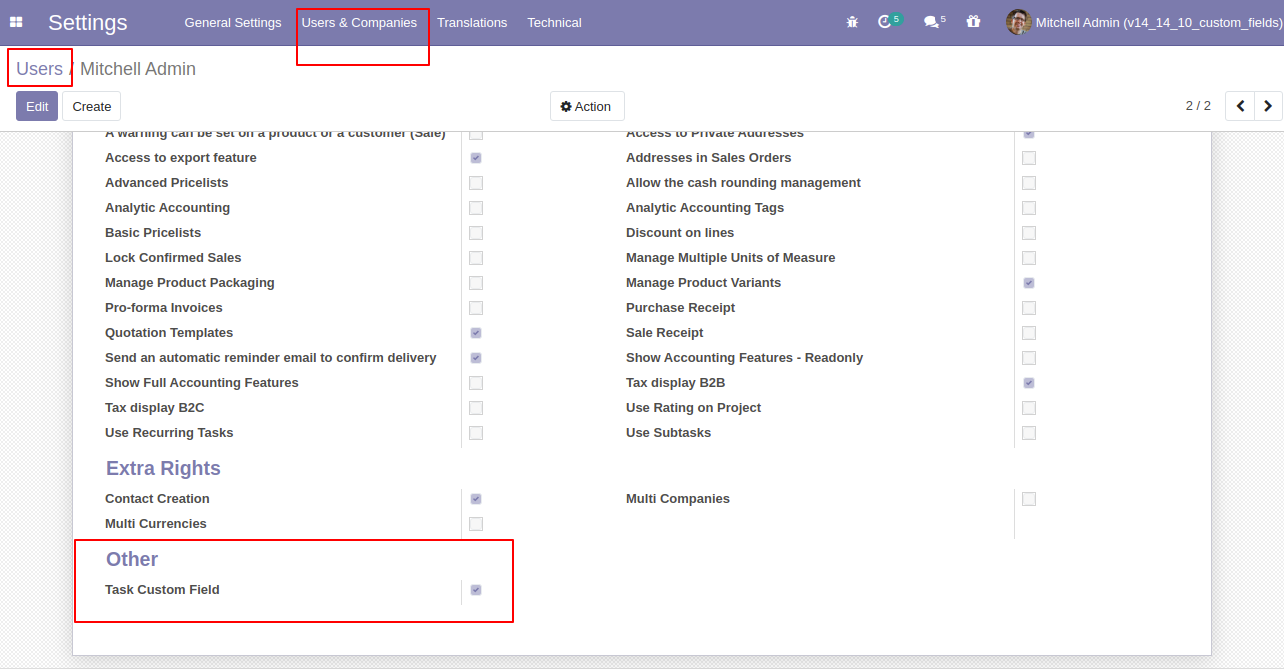 Settings General Settings Users & Companies Translations Technical 5 5 Mitchell Admin (v14_14_10_custom_fields)
Users / Mitchell Admin
Edit Create Action 2 / 2
A warning can be set on a product or a customer (Sale) Access to Private Addresses
Access to export feature Addresses in Sales Orders
Advanced Pricelists Allow the cash rounding management
Analytic Accounting Analytic Accounting Tags
Basic Pricelists Discount on lines
Lock Confirmed Sales Manage Multiple Units of Measure
Manage Product Packaging Manage Product Variants
Pro-forma Invoices Purchase Receipt
Quotation Templates Sale Receipt
Send an automatic reminder email to confirm delivery Show Accounting Features - Readonly
Show Full Accounting Features Tax display B2B
Tax display B2C Use Rating on Project
Use Recurring Tasks Use Subtasks
Extra Rights
Contact Creation Multi Companies
Multi Currencies
Other
Task Custom Field